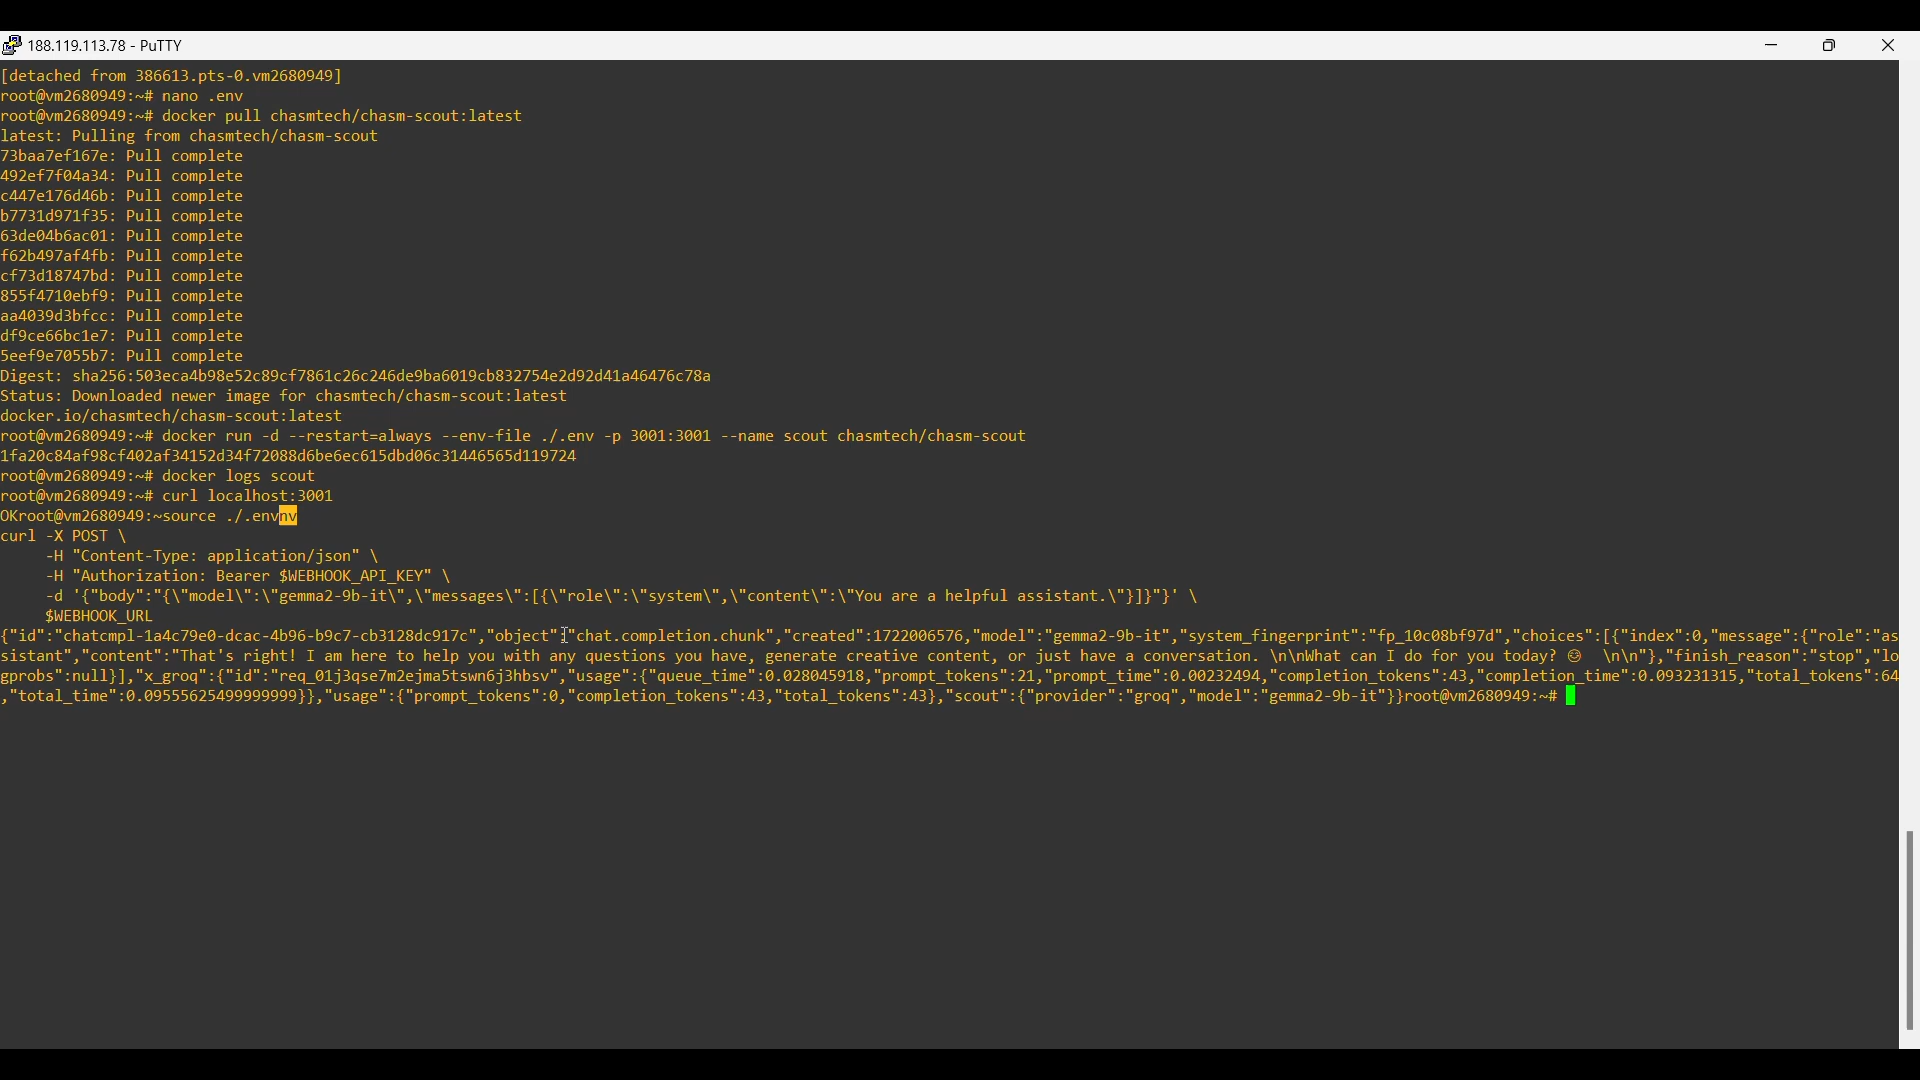 188.119.113.78 - PuTTY
[detached from 386613.pts-0.vm2680949]
root@vm2680949:~# nano .env
root@vm2680949:~# docker pull chasmtech/chasm-scout:latest
latest: Pulling from chasmtech/chasm-scout
73baa7ef167e: Pull complete
492ef7f04a34: Pull complete
c447e176d46b: Pull complete
b7731d971f35: Pull complete
63de04b6ac01: Pull complete
f62b497af4fb: Pull complete
cf73d18747bd: Pull complete
855f4710ebf9: Pull complete
aa4039d3bfcc: Pull complete
df9ce66bc1e7: Pull complete
5eef9e7055b7: Pull complete
Digest: sha256:503eca4b98e52c89cf7861c26c246de9ba6019cb832754e2d92d41a46476c78a
Status: Downloaded newer image for chasmtech/chasm-scout:latest
docker.io/chasmtech/chasm-scout:latest
root@vm2680949:~# docker run -d --restart=always --env-file ./.env -p 3001:3001 --name scout chasmtech/chasm-scout
1fa20c84af98cf402af34152d34f72088d6be6ec615dbd06c31446565d119724
root@vm2680949:~# docker logs scout
root@vm2680949:~# curl localhost:3001
OKroot@vm2680949:~source ./.envnv
curl -X POST \
     -H "Content-Type: application/json" \
     -H "Authorization: Bearer $WEBHOOK_API_KEY" \
     -d '{"body":"{\"model\":\"gemma2-9b-it\",\"messages\":[{\"role\":\"system\",\"content\":\"You are a helpful assistant.\"}]}"}' \
     $WEBHOOK_URL
{"id":"chatcmpl-1a4c79e0-dcac-4b96-b9c7-cb3128dc917c","object":"chat.completion.chunk","created":1722006576,"model":"gemma2-9b-it","system_fingerprint":"fp_10c08bf97d","choices":[{"index":0,"message":{"role":"as
sistant","content":"That's right! I am here to help you with any questions you have, generate creative content, or just have a conversation. \n\nWhat can I do for you today? 😊  \n\n"},"finish_reason":"stop","lo
gprobs":null}],"x_groq":{"id":"req_01j3qse7m2ejma5tswn6j3hbsv","usage":{"queue_time":0.028045918,"prompt_tokens":21,"prompt_time":0.00232494,"completion_tokens":43,"completion_time":0.093231315,"total_tokens":64
,"total_time":0.09555625499999999}},"usage":{"prompt_tokens":0,"completion_tokens":43,"total_tokens":43},"scout":{"provider":"groq","model":"gemma2-9b-it"}}root@vm2680949:~#